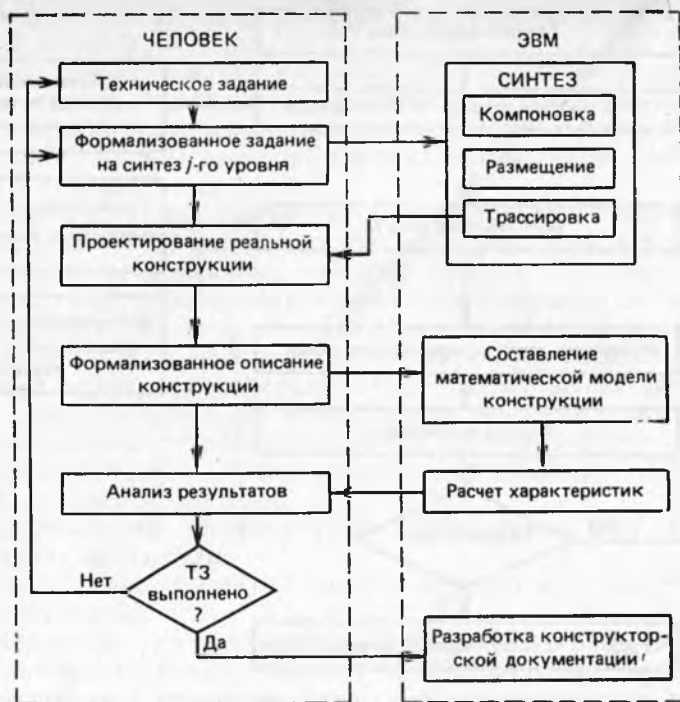 ЧЕЛОВЕК
Техническое задание
Формализованное задание
на синтез j-го уровня
Проектирование реальной
конструкции
Формализованное описание
конструкции
Анализ результатов
ТЗ
выполнено
?
Нет
Да
ЭВМ
СИНТЕЗ
Компоновка
Размещение
Трассировка
Составление
математической модели
конструкции
Расчет характеристик
Разработка конструктор-
ской документации